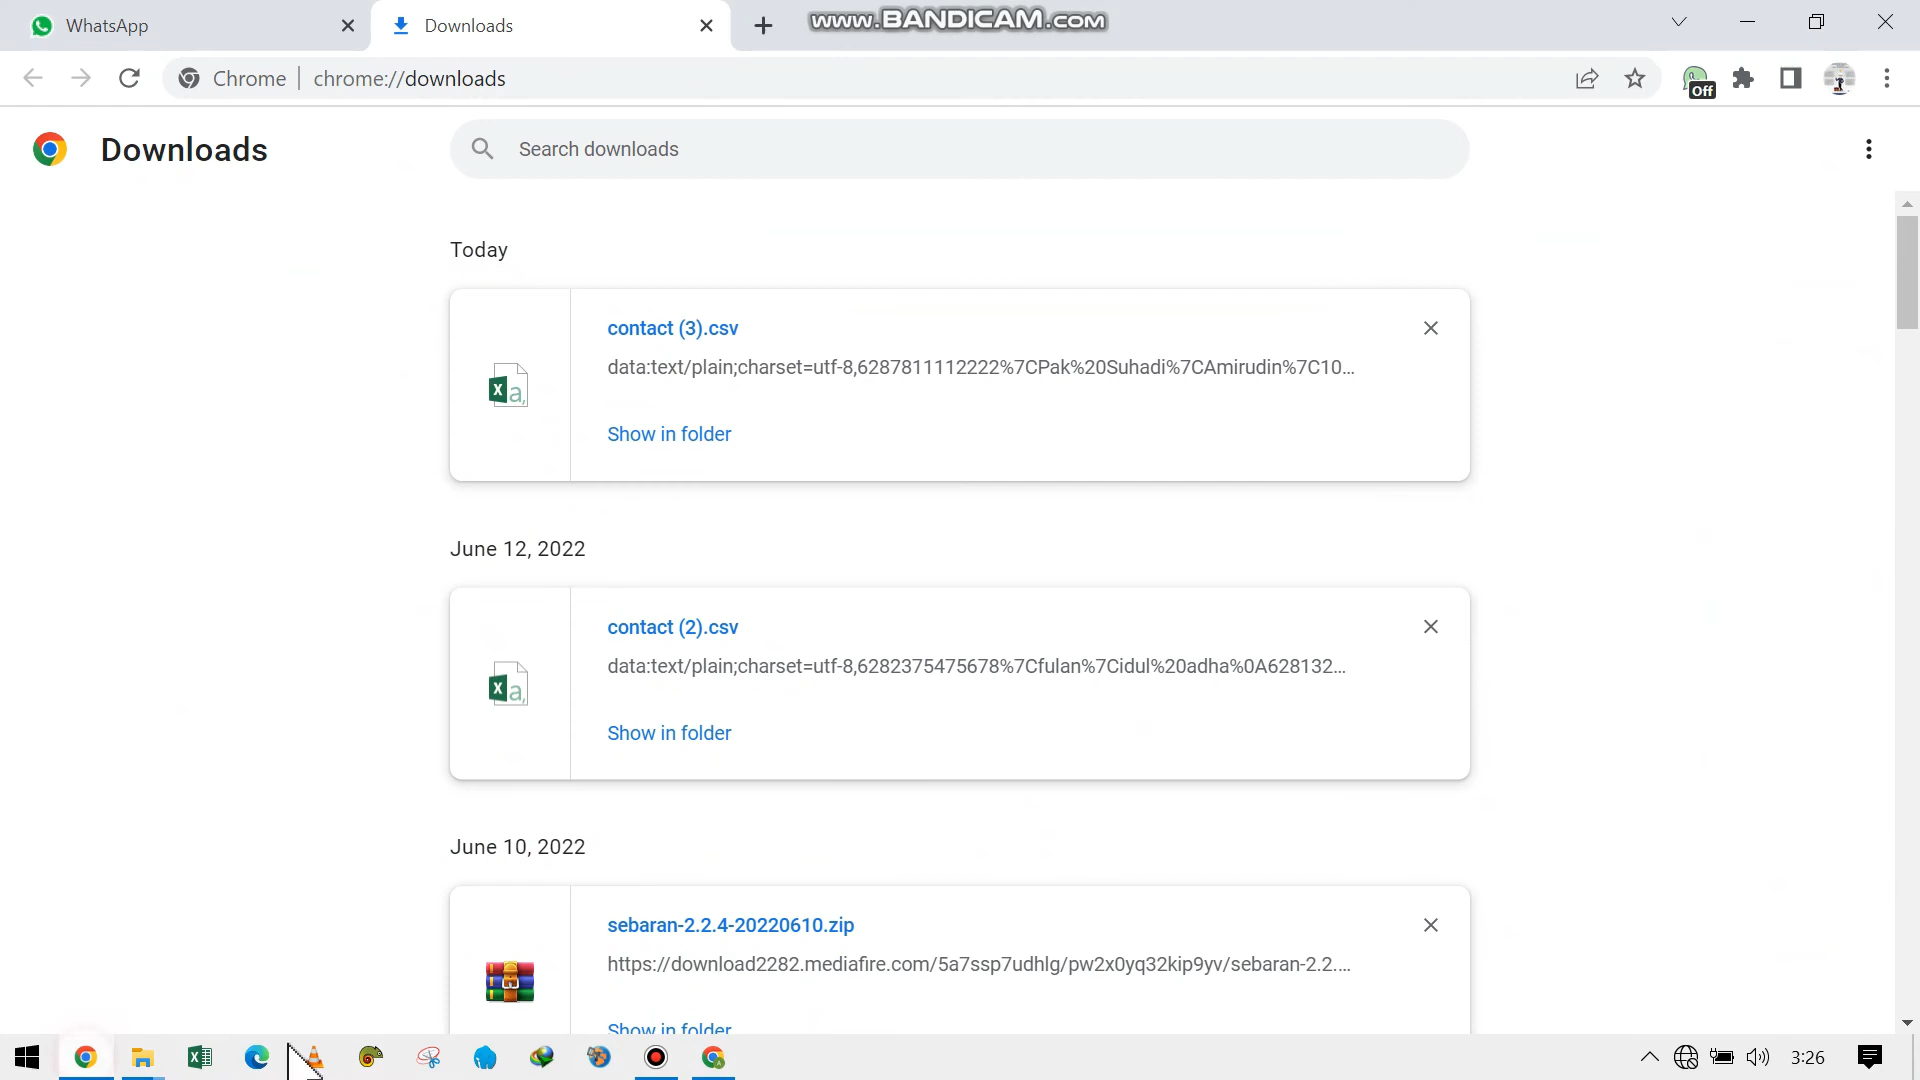 WhatsApp
Downloads
www.BANDICAM.com
Chrome
chrome://downloads
Off
Downloads
Search downloads
Today
contact (3).csv
data:text/plain;charset=utf-8,6287811112222%7CPak%20Suhadi%7CAmirudin%7C10...
Show in folder
June 12, 2022
contact (2).csv
data:text/plain;charset=utf-8,6282375475678%7Cfulan%7Cidul%20adha%0A628132...
Show in folder
June 10, 2022
sebaran-2.2.4-20220610.zip
https://download2282.mediafire.com/5a7ssp7udhlg/pw2x0yq32kip9yv/sebaran-2.2....
Show in folder
3:26